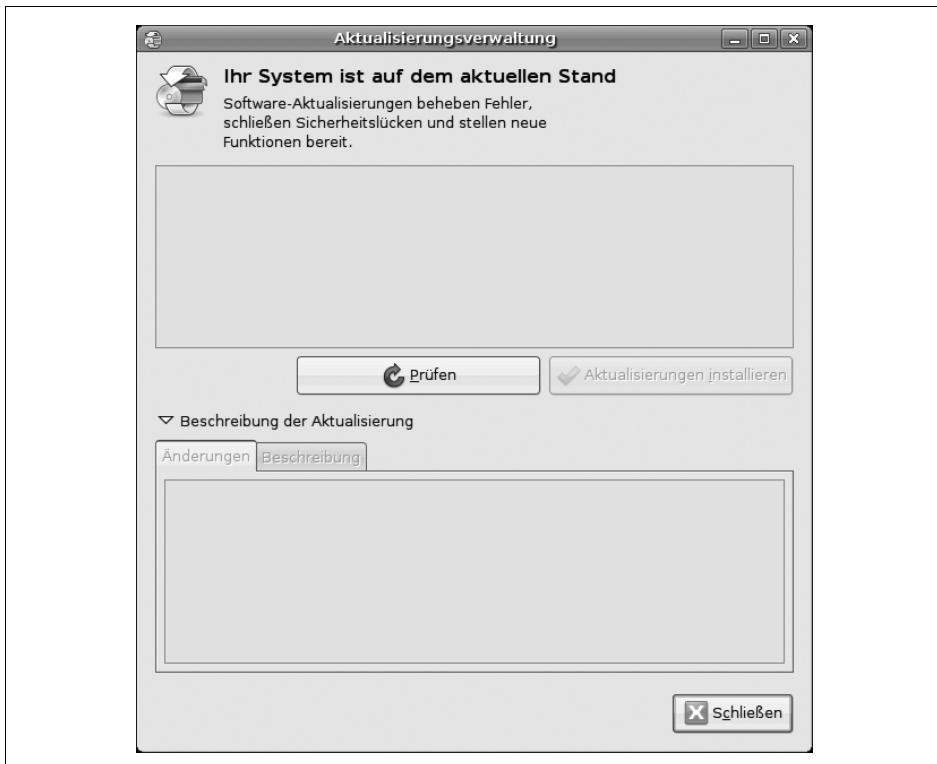 Aktualisierungsverwaltung
Ihr System ist auf dem aktuellen Stand
Software-Aktualisierungen beheben Fehler,
schließen Sicherheitslücken und stellen neue
Funktionen bereit.
Prüfen
Aktualisierungen installieren
Beschreibung der Aktualisierung
Änderungen
Beschreibung
Schließen